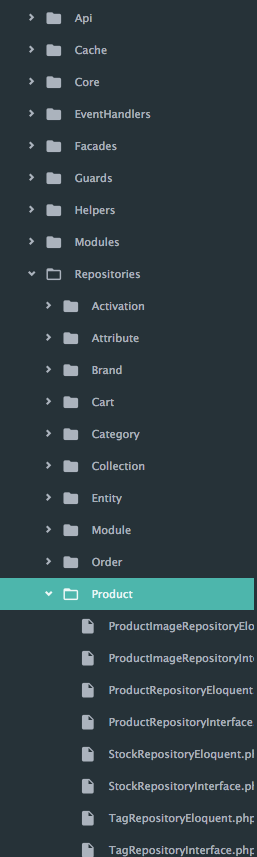 Api
Cache
Core
EventHandlers
Facades
Guards
Helpers
Modules
Repositories
Activation
Attribute
Brand
Cart
Category
Collection
Entity
Module
Order
Product
ProductImageRepositoryElo
ProductImageRepositoryInt
ProductRepositoryEloquent
ProductRepositoryInterface
StockRepositoryEloquent.pl
StockRepositoryInterface.pl
TagRepositoryEloquent.php
TagRepositoryInterface.php